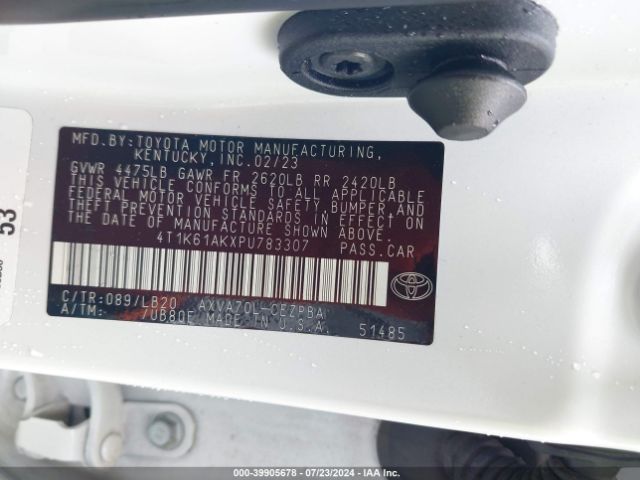 MFD.BY:TOYOTA MOTOR MANUFACTURING,
KENTUCKY,INC.02/23
GVWR 4475LB GAWR FR 2620LB RR 2420LB
THIS VEHICLE CONFORMS TO ALL APPLICABLE
FEDERAL MOTOR VEHICLE SAFETY,BUMPER,AND
THEFT PREVENTION STANDARDS IN EFFECT ON
THE DATE OF MANUFACTURE SHOWN ABOVE.
4T1K61AKXPU783307 PASS.CAR
C/TR:089/LB20 AXVA70L-CEZPBA
A/TM: /UB80E MADE IN U.S.A. 51485
53
000-39905678 - 07/23/2024 - IAA Inc.